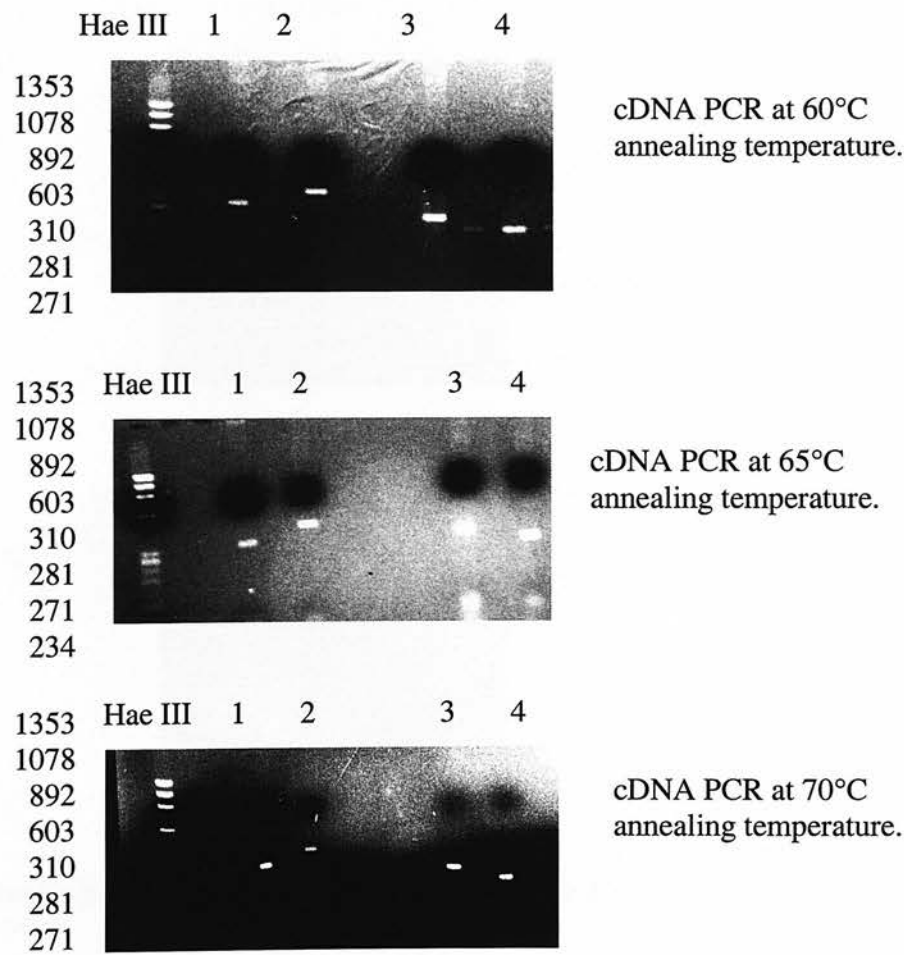 Hae III 1 2 3 4
1353
1078
892
603
310
281
271
cDNA PCR at 60°C
annealing temperature.
Hae III 1 2 3 4
1353
1078
892
603
310
281
271
234
cDNA PCR at 65°C
annealing temperature.
Hae III 1 2 3 4
1353
1078
892
603
310
281
271
cDNA PCR at 70°C
annealing temperature.